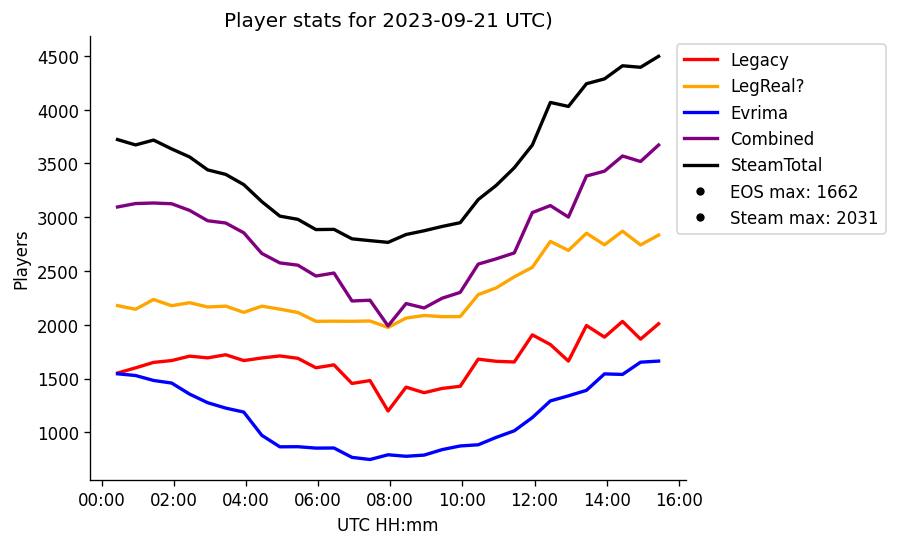 Player stats for 2023-09-21 UTC)
4500
4000
3500
3000
2500
2000
1500
1000
Players
00:00 02:00 04:00 06:00 08:00 10:00 12:00 14:00 16:00
UTC HH:mm
Legacy
LegReal?
Evrima
Combined
SteamTotal
EOS max: 1662
Steam max: 2031